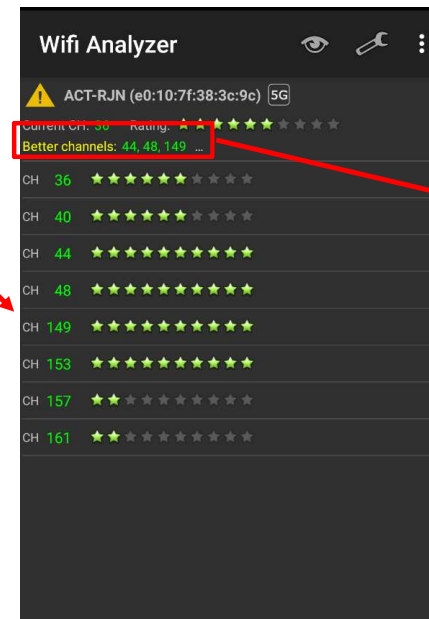 Wifi Analyzer
ACT-RJN (e0:10:7f:38:3c:9c) 5G
Current CH: 36 Rating:
Better channels: 44, 48, 149 ...
CH 36
CH 40
CH 44
CH 48
CH 149
CH 153
CH 157
CH 161